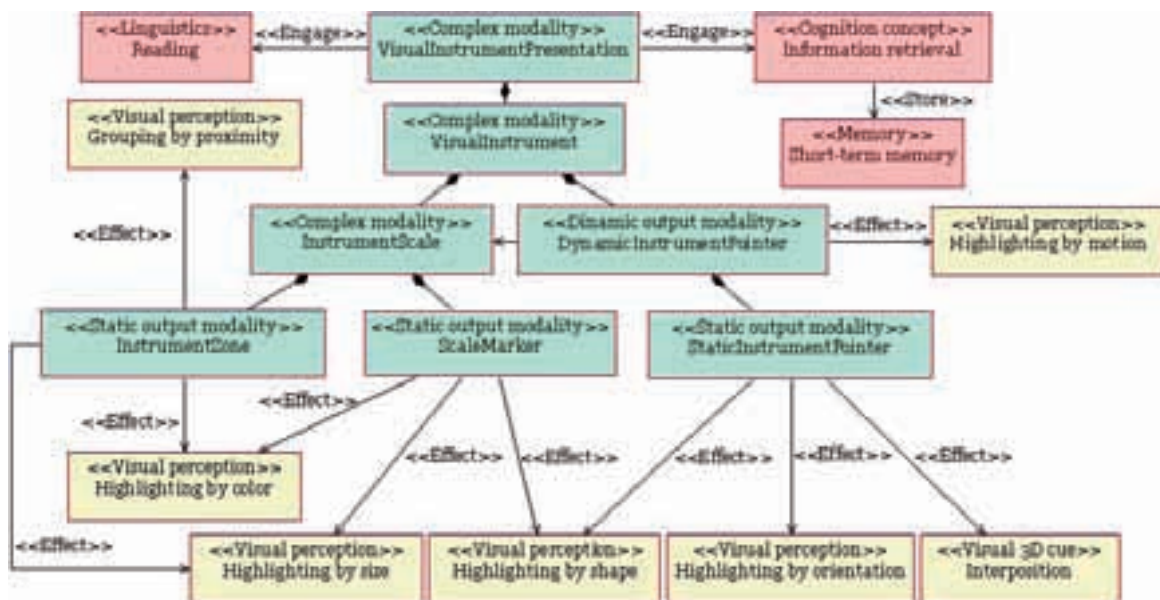 <<Linguistics>>
Reading
<<Engage>>
<<Complex modality>>
VisualInstrumentPresentation
<<Engage>>
<<Cognition concept>>
Information retrieval
<<Store>>
<<Visual perception>>
Grouping by proximity
<<Complex modality>>
VisualInstrument
<<Memory>>
Short-term memory
<<Effect>>
<<Complex modality>>
InstrumentScale
<<Dinamic output modality>>
DynamicInstrumentPointer
<<Effect>>
<<Visual perception>>
Highlighting by motion
<<Static output modality>>
InstrumentZone
<<Static output modality>>
ScaleMarker
<<Static output modality>>
StaticInstrumentPointer
<<Effect>>
<<Effect>>
<<Effect>>
<<Effect>>
<<Effect>>
<<Effect>>
<<Effect>>
<<Visual perception>>
Highlighting by color
<<Effect>>
<<Visual perception>>
Highlighting by size
<<Visual perception>>
Highlighting by shape
<<Visual perception>>
Highlighting by orientation
<<Visual 3D cue>>
Interposition